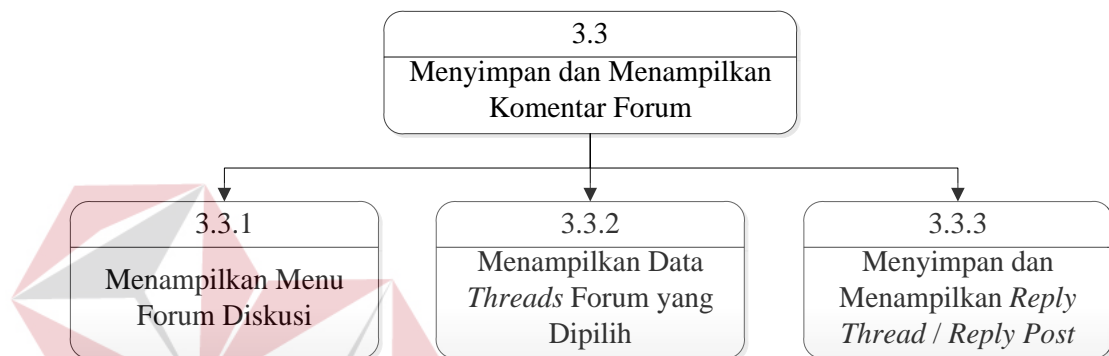 3.3
Menyimpan dan Menampilkan
Komentar Forum
3.3.1
Menampilkan Menu
Forum Diskusi
3.3.2
Menampilkan Data
Threads Forum yang
Dipilih
3.3.3
Menyimpan dan
Menampilkan Reply
Thread / Reply Post